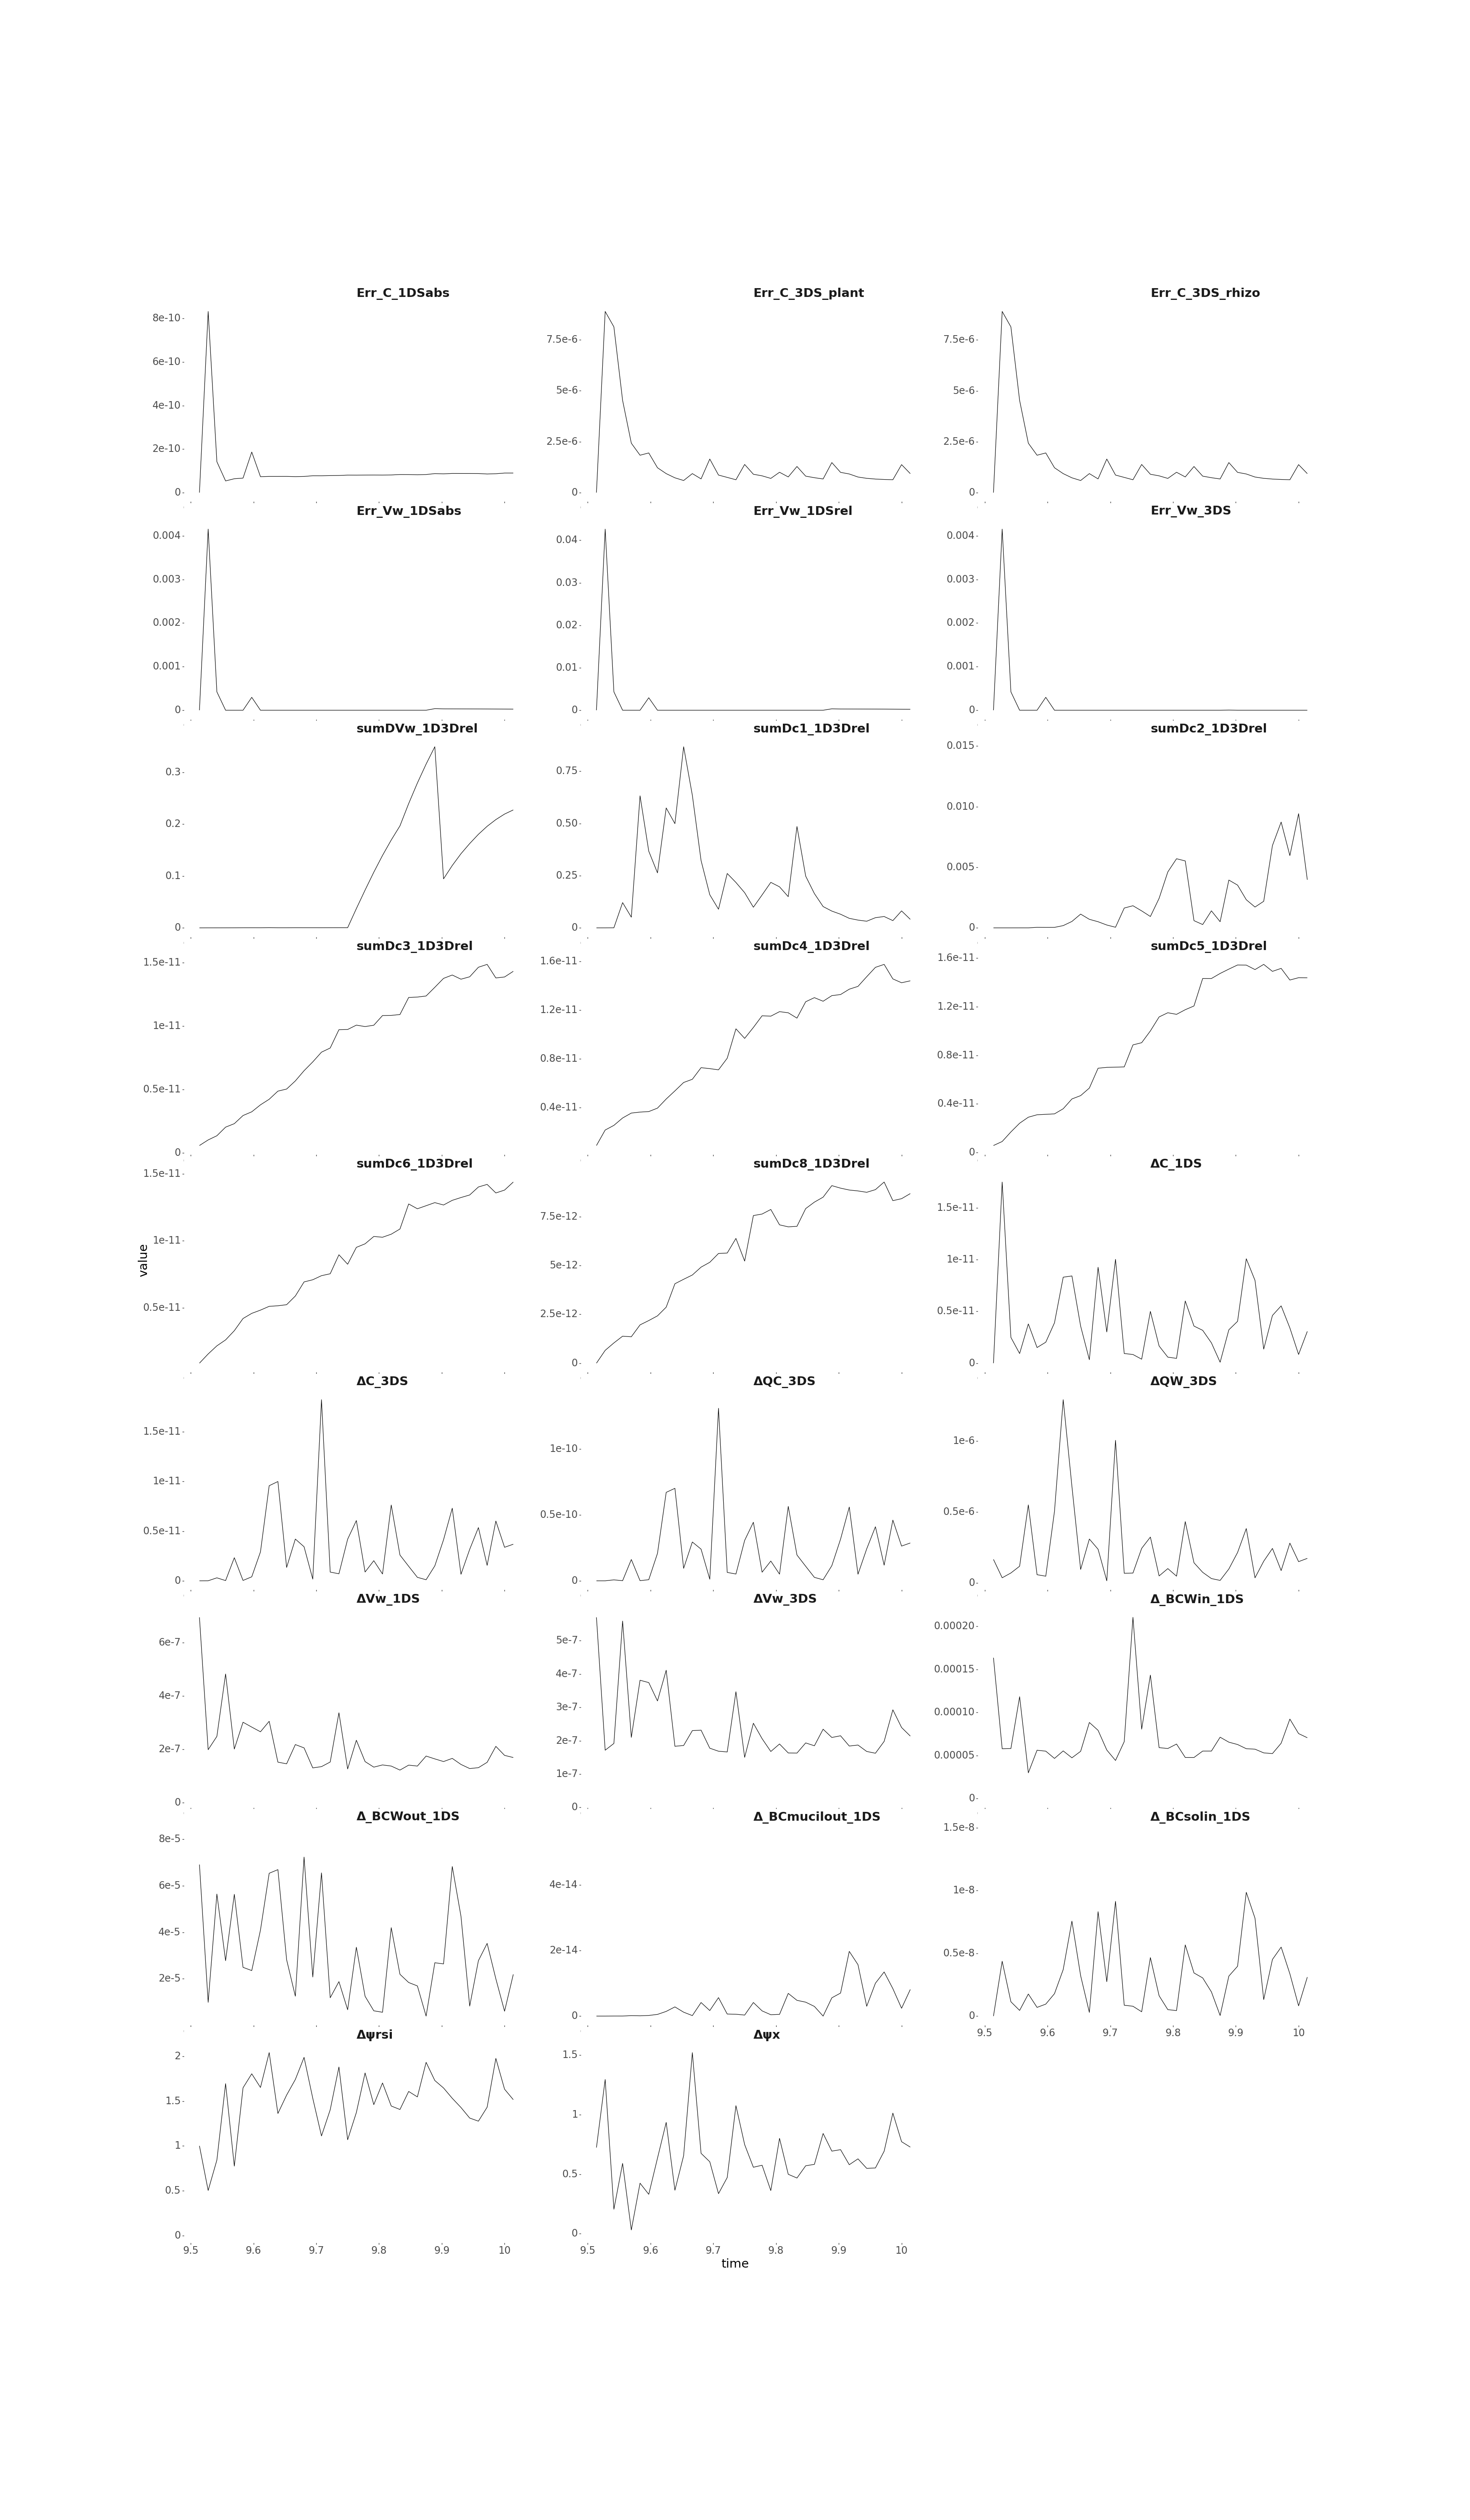 Err_C_1DSabs Err_C_3DS_plant Err_C_3DS_rhizo
8e-10
6e-10
4e-10
2e-10
0
7.5e-6
5e-6
2.5e-6
0
7.5e-6
5e-6
2.5e-6
0
Err_Vw_1DSabs Err_Vw_1DSrel Err_Vw_3DS
0.004
0.003
0.002
0.001
0
0.04
0.03
0.02
0.01
0
0.004
0.003
0.002
0.001
0
sumDVw_1D3Drel sumDc1_1D3Drel sumDc2_1D3Drel
0.3
0.2
0.1
0
0.75
0.50
0.25
0
0.015
0.010
0.005
0
sumDc3_1D3Drel sumDc4_1D3Drel sumDc5_1D3Drel
1.5e-11
1e-11
0.5e-11
0
1.6e-11
1.2e-11
0.8e-11
0.4e-11
1.6e-11
1.2e-11
0.8e-11
0.4e-11
0
sumDc6_1D3Drel sumDc8_1D3Drel ΔC_1DS
1.5e-11
1e-11
0.5e-11
7.5e-12
5e-12
2.5e-12
0
1.5e-11
1e-11
0.5e-11
0
value
ΔC_3DS ΔQC_3DS ΔQW_3DS
1.5e-11
1e-11
0.5e-11
0
1e-10
0.5e-10
0
1e-6
0.5e-6
0
ΔVw_1DS ΔVw_3DS Δ_BCWin_1DS
6e-7
4e-7
2e-7
0
5e-7
4e-7
3e-7
2e-7
1e-7
0
0.00020
0.00015
0.00010
0.00005
0
Δ_BCWout_1DS Δ_BCmucilout_1DS Δ_BCsolin_1DS
8e-5
6e-5
4e-5
2e-5
4e-14
2e-14
0
1.5e-8
1e-8
0.5e-8
0
9.5 9.6 9.7 9.8 9.9 10
Δψrsi Δψx
2
1.5
1
0.5
0
1.5
1
0.5
0
9.5 9.6 9.7 9.8 9.9 10
9.5 9.6 9.7 9.8 9.9 10
time